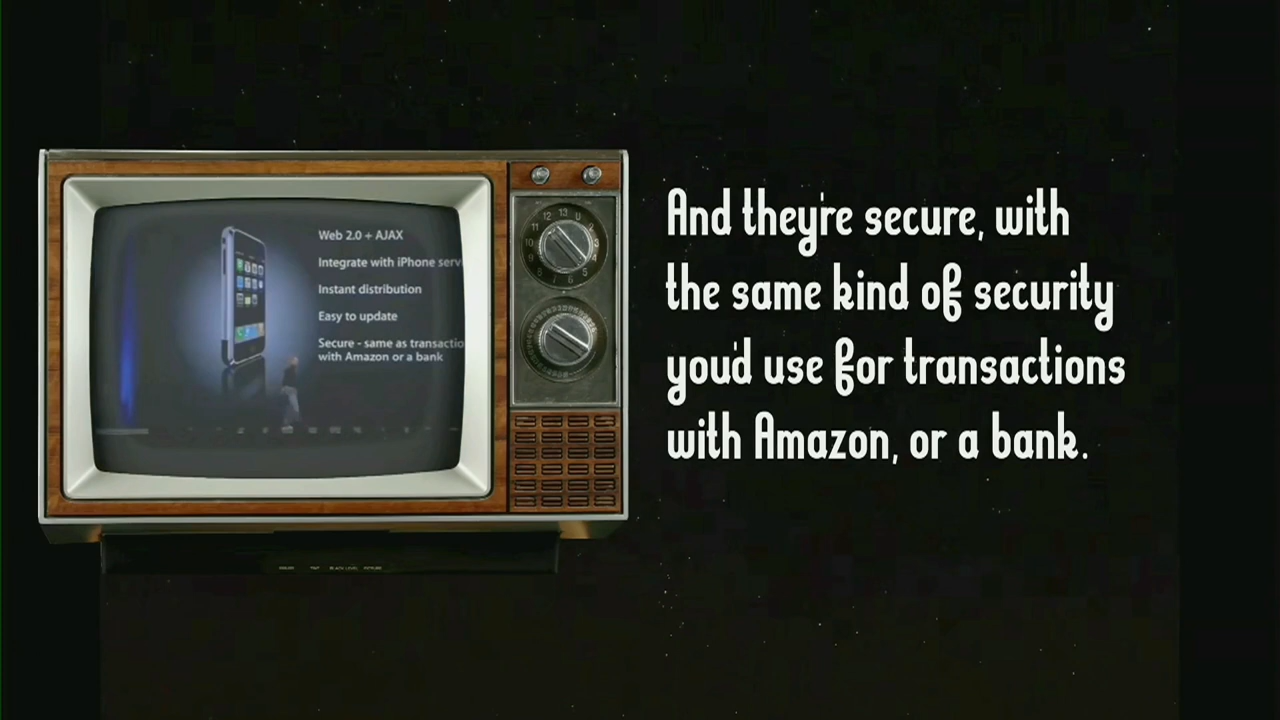 Web 2.0 + AJAX
Integrate with iPhone serv
Instant distribution
Easy to update
Secure - same as transactio
with Amazon or a bank
And they're secure, with
the same kind of security
you'd use for transactions
with Amazon, or a bank.